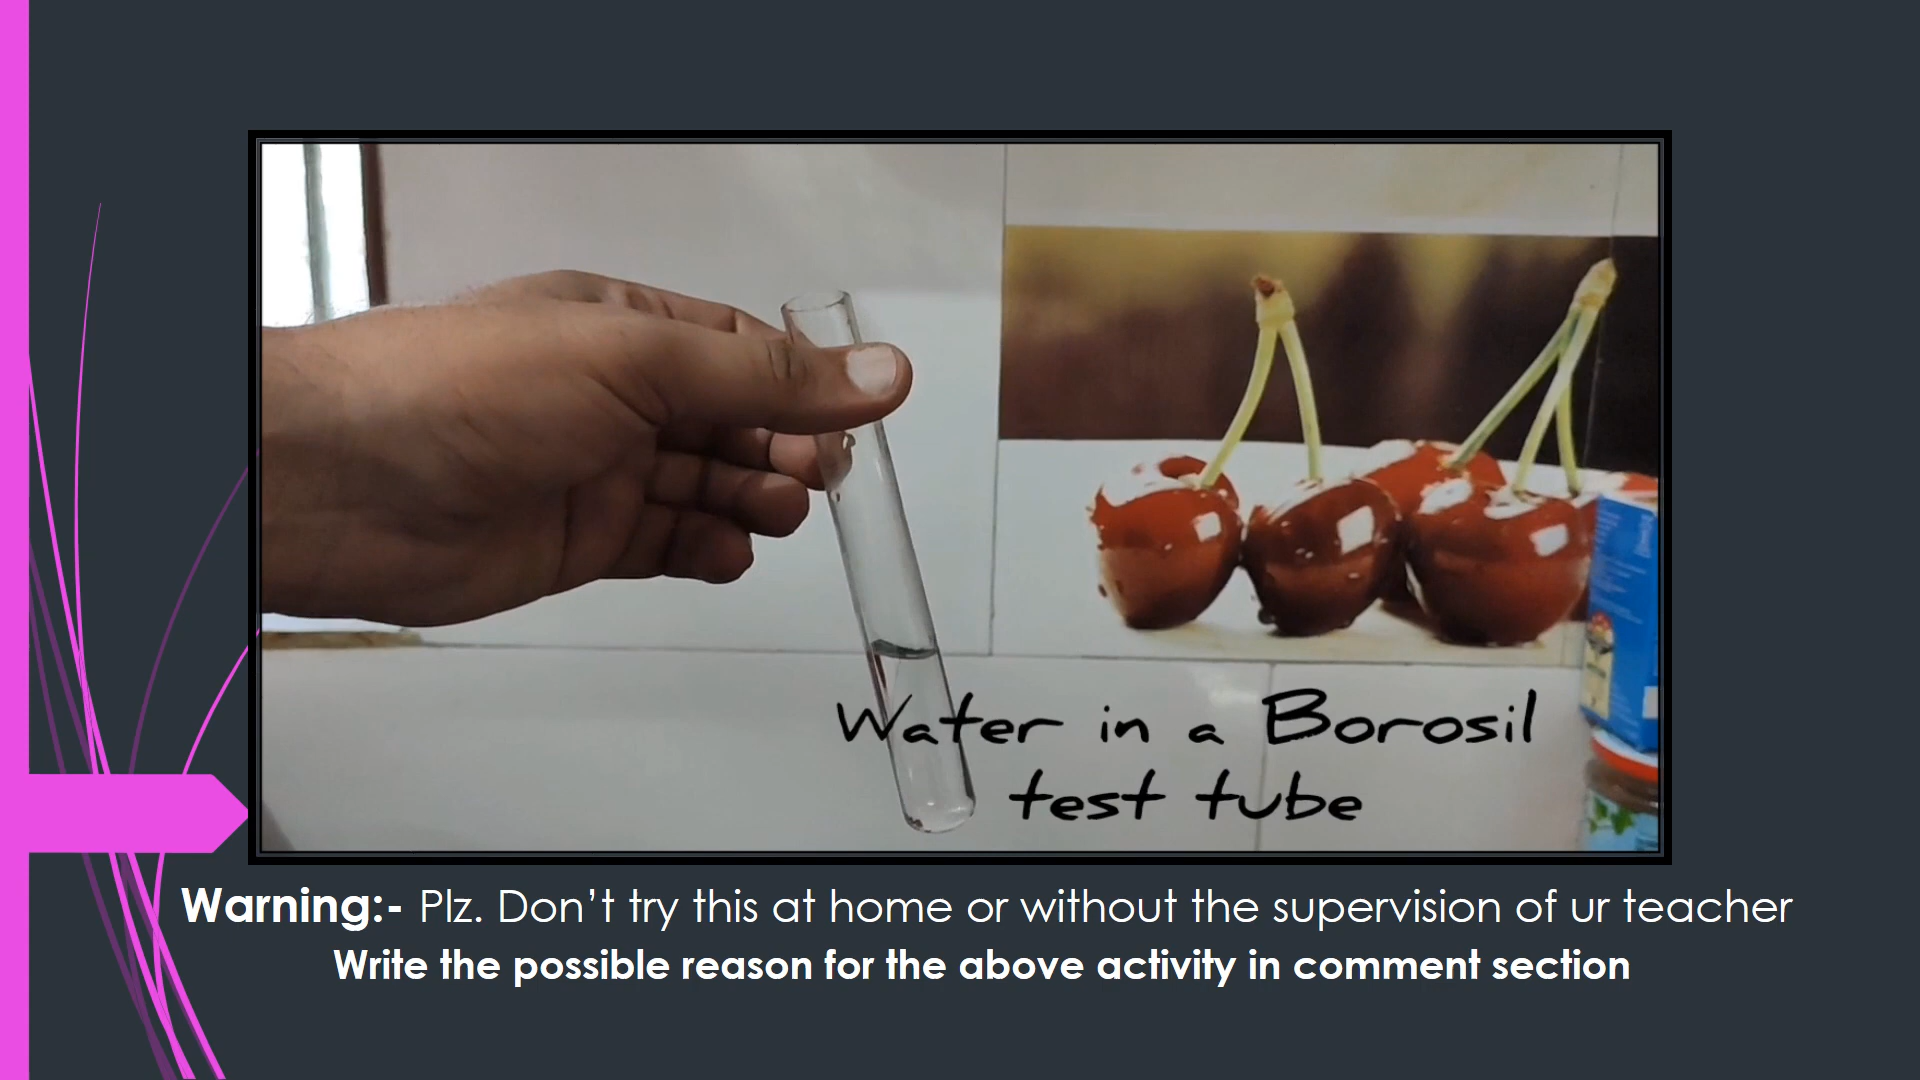 Water in a Borosil
test tube
Warning:- Plz. Don't try this at home or without the supervision of ur teacher
Write the possible reason for the above activity in comment section